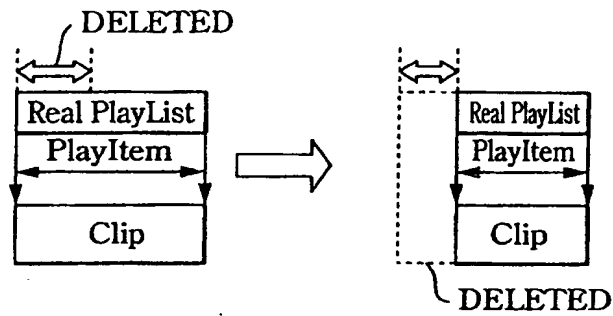 DELETED
Real PlayList
PlayItem
Clip
Real PlayList
PlayItem
Clip
DELETED